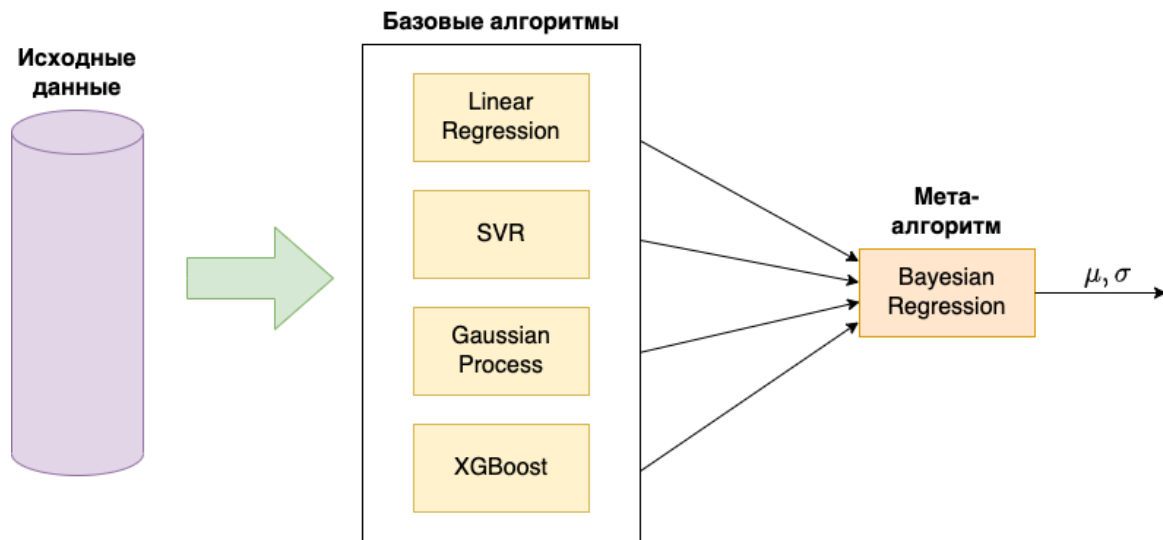 Исходные
данные
Базовые алгоритмы
Linear
Regression
SVR
Gaussian
Process
XGBoost
Мета-
алгоритм
Bayesian
Regression
μ, σ